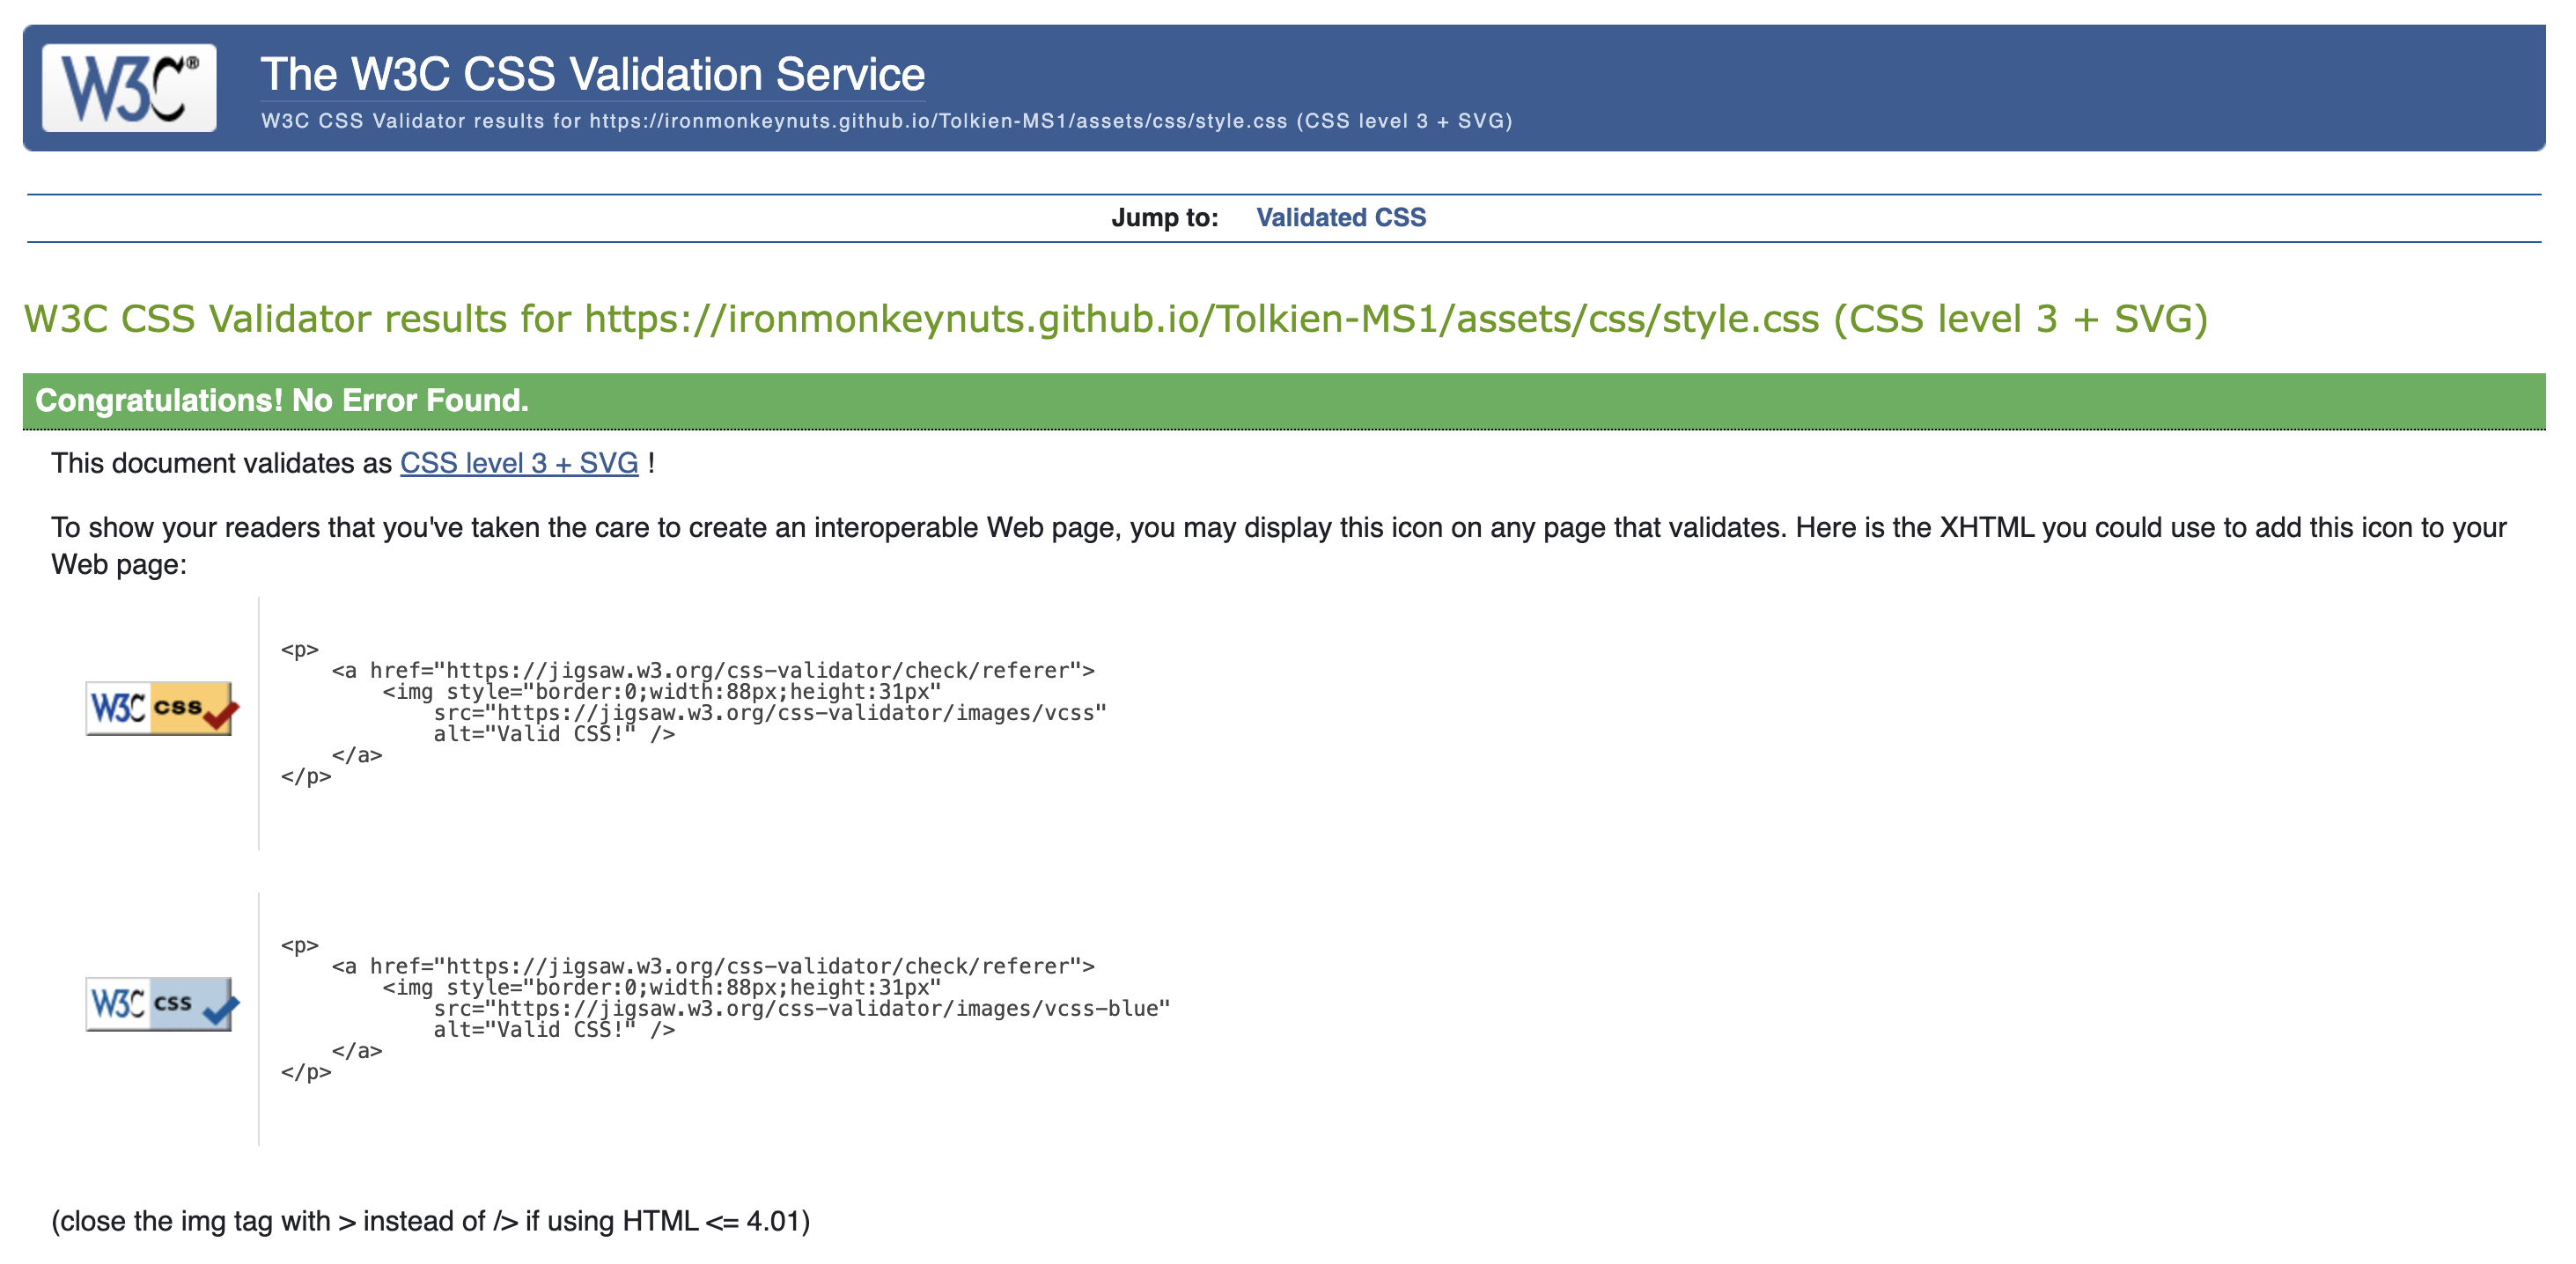 W3C®
The W3C CSS Validation Service
W3C CSS Validator results for https://ironmonkeynuts.github.io/Tolkien-MS1/assets/css/style.css (CSS level 3 + SVG)
Jump to: Validated CSS
W3C CSS Validator results for https://ironmonkeynuts.github.io/Tolkien-MS1/assets/css/style.css (CSS level 3 + SVG)
Congratulations! No Error Found.
This document validates as CSS level 3 + SVG !
To show your readers that you've taken the care to create an interoperable Web page, you may display this icon on any page that validates. Here is the XHTML you could use to add this icon to your
Web page:
W3C css
<p>
    <a href="https://jigsaw.w3.org/css-validator/check/referer">
        <img style="border:0;width:88px;height:31px"
            src="https://jigsaw.w3.org/css-validator/images/vcss"
            alt="Valid CSS!" />
    </a>
</p>
W3C css
<p>
    <a href="https://jigsaw.w3.org/css-validator/check/referer">
        <img style="border:0;width:88px;height:31px"
            src="https://jigsaw.w3.org/css-validator/images/vcss-blue"
            alt="Valid CSS!" />
    </a>
</p>
(close the img tag with > instead of /> if using HTML <= 4.01)